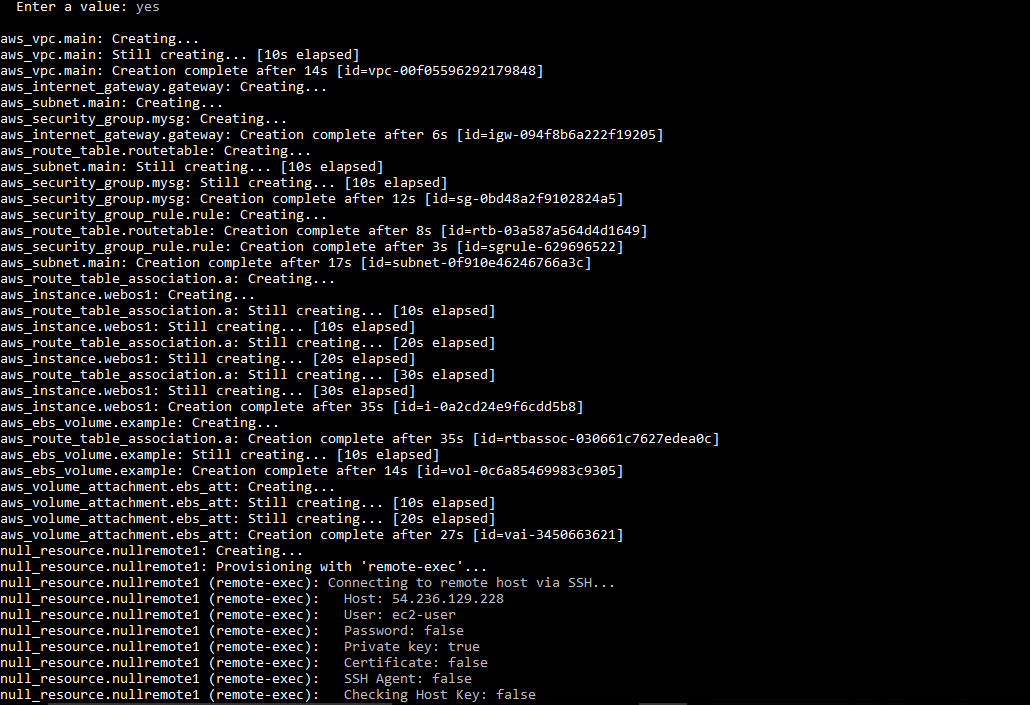 Enter a value: yes
aws_vpc.main: Creating...
aws_vpc.main: Still creating... [10s elapsed]
aws_vpc.main: Creation complete after 14s [id=vpc-00f05596292179848]
aws_internet_gateway.gateway: Creating...
aws_subnet.main: Creating...
aws_security_group.mysg: Creating...
aws_internet_gateway.gateway: Creation complete after 6s [id=igw-094f8b6a222f19205]
aws_route_table.routetable: Creating...
aws_subnet.main: Still creating... [10s elapsed]
aws_security_group.mysg: Still creating... [10s elapsed]
aws_security_group.mysg: Creation complete after 12s [id=sg-0bd48a2f9102824a5]
aws_security_group_rule.rule: Creating...
aws_route_table.routetable: Creation complete after 8s [id=rtb-03a587a564d4d1649]
aws_security_group_rule.rule: Creation complete after 3s [id=sgrule-629696522]
aws_subnet.main: Creation complete after 17s [id=subnet-0f910e46246766a3c]
aws_route_table_association.a: Creating...
aws_instance.webos1: Creating...
aws_route_table_association.a: Still creating... [10s elapsed]
aws_instance.webos1: Still creating... [10s elapsed]
aws_route_table_association.a: Still creating... [20s elapsed]
aws_instance.webos1: Still creating... [20s elapsed]
aws_route_table_association.a: Still creating... [30s elapsed]
aws_instance.webos1: Still creating... [30s elapsed]
aws_instance.webos1: Creation complete after 35s [id=i-0a2cd24e9f6cdd5b8]
aws_ebs_volume.example: Creating...
aws_route_table_association.a: Creation complete after 35s [id=rtbassoc-030661c7627edea0c]
aws_ebs_volume.example: Still creating... [10s elapsed]
aws_ebs_volume.example: Creation complete after 14s [id=vol-0c6a85469983c9305]
aws_volume_attachment.ebs_att: Creating...
aws_volume_attachment.ebs_att: Still creating... [10s elapsed]
aws_volume_attachment.ebs_att: Still creating... [20s elapsed]
aws_volume_attachment.ebs_att: Creation complete after 27s [id=vai-3450663621]
null_resource.nullremote1: Creating...
null_resource.nullremote1: Provisioning with 'remote-exec'...
null_resource.nullremote1 (remote-exec): Connecting to remote host via SSH...
null_resource.nullremote1 (remote-exec):   Host: 54.236.129.228
null_resource.nullremote1 (remote-exec):   User: ec2-user
null_resource.nullremote1 (remote-exec):   Password: false
null_resource.nullremote1 (remote-exec):   Private key: true
null_resource.nullremote1 (remote-exec):   Certificate: false
null_resource.nullremote1 (remote-exec):   SSH Agent: false
null_resource.nullremote1 (remote-exec):   Checking Host Key: false